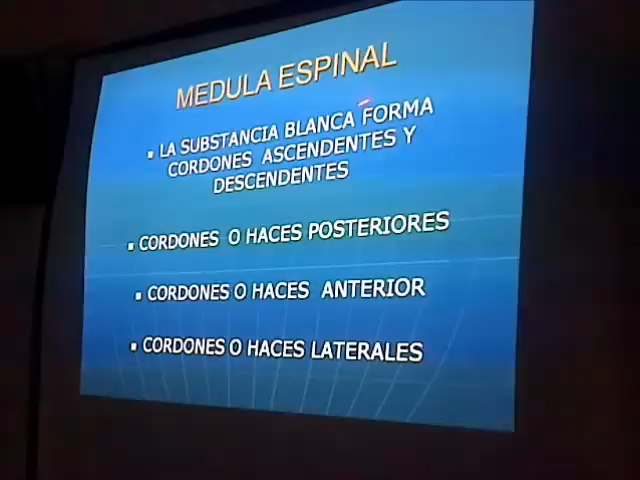 MEDULA ESPINAL
▪ LA SUBSTANCIA BLANCA FORMA
CORDONES ASCENDENTES Y
DESCENDENTES
▪ CORDONES O HACES POSTERIORES
▪ CORDONES O HACES ANTERIOR
▪ CORDONES O HACES LATERALES